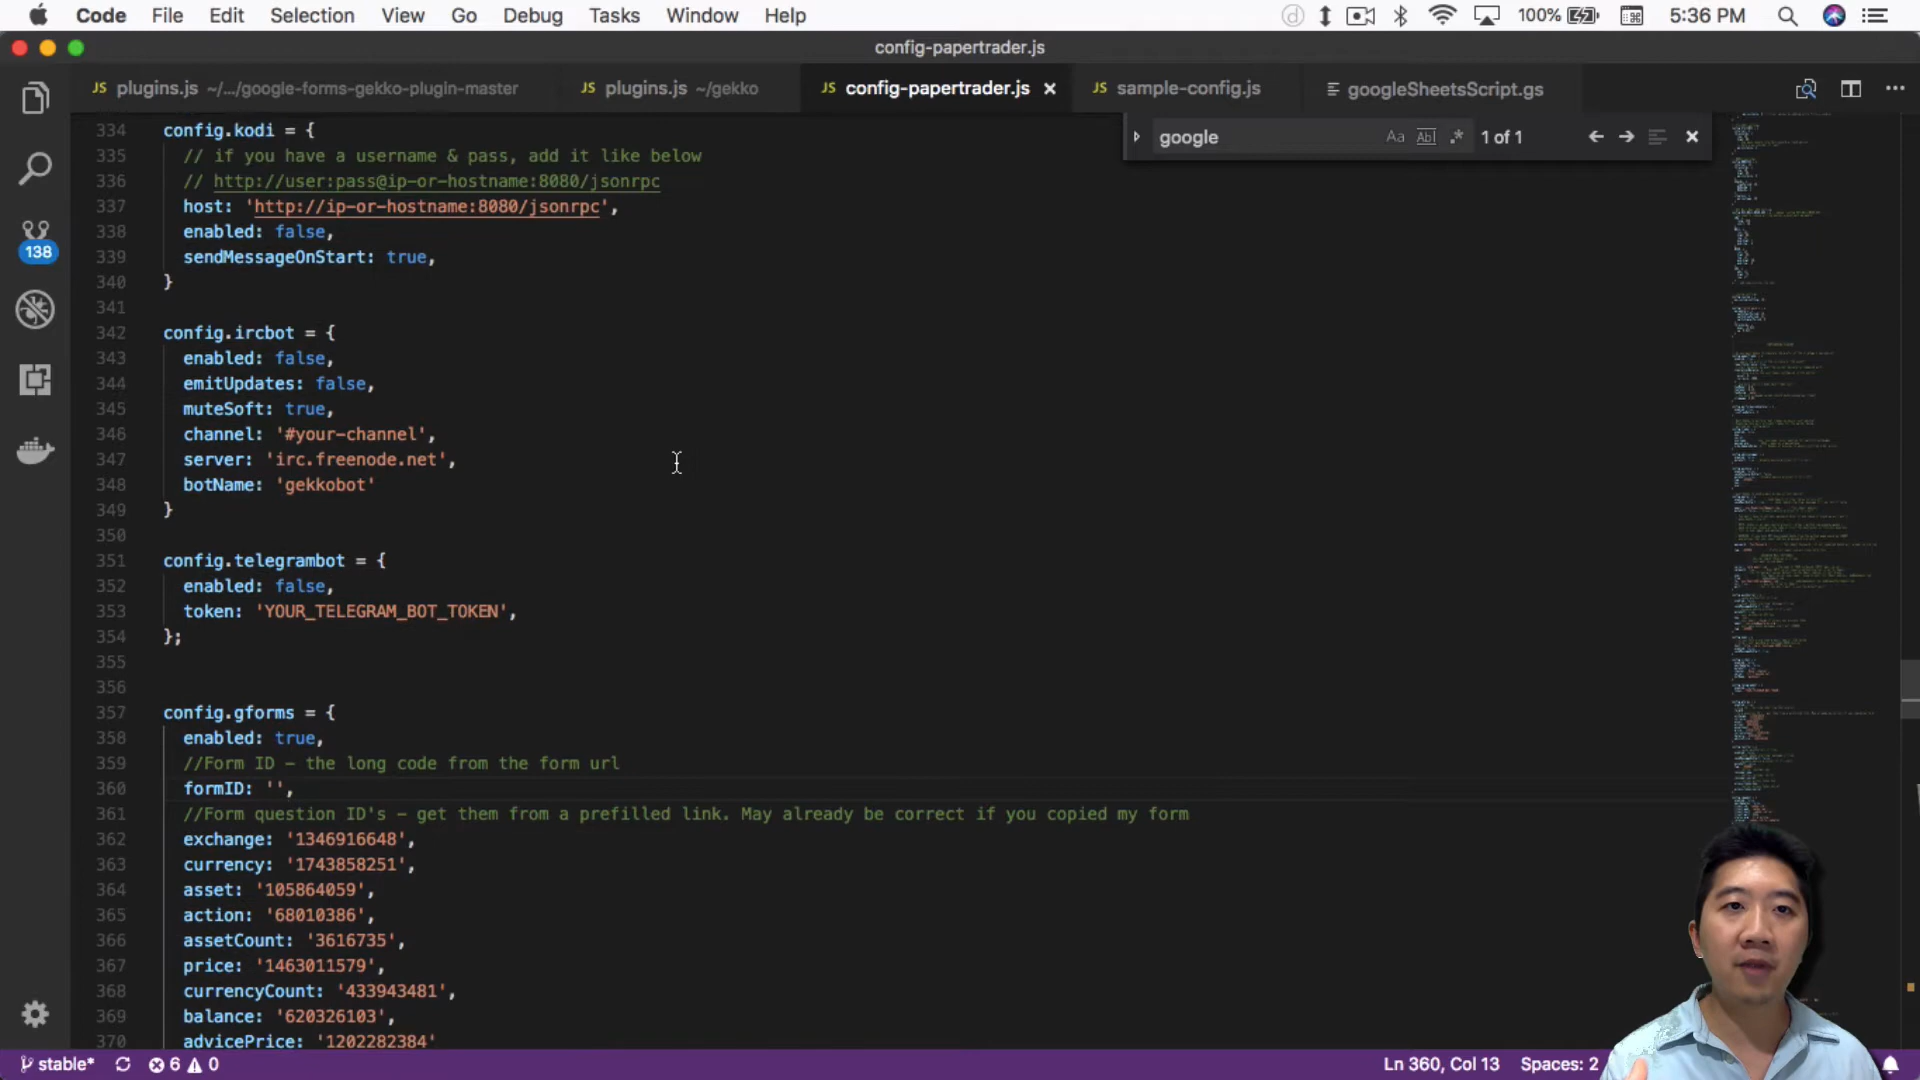 Code File Edit Selection View Go Debug Tasks Window Help 100% 5:36 PM
config-papertrader.js
JS plugins.js ~/.../google-forms-gekko-plugin-master JS plugins.js ~/gekko JS config-papertrader.js JS sample-config.js googleSheetsScript.gs
google Aa Abl .* 1 of 1
138
334 config.kodi = {
335 // if you have a username & pass, add it like below
336 // http://user:pass@ip-or-hostname:8080/jsonrpc
337 host: 'http://ip-or-hostname:8080/jsonrpc',
338 enabled: false,
339 sendMessageOnStart: true,
340 }
341
342 config.ircbot = {
343 enabled: false,
344 emitUpdates: false,
345 muteSoft: true,
346 channel: '#your-channel',
347 server: 'irc.freenode.net',
348 botName: 'gekkobot'
349 }
350
351 config.telegrambot = {
352 enabled: false,
353 token: 'YOUR_TELEGRAM_BOT_TOKEN',
354 };
355
356
357 config.gforms = {
358 enabled: true,
359 //Form ID - the long code from the form url
360 formID: '',
361 //Form question ID's - get them from a prefilled link. May already be correct if you copied my form
362 exchange: '1346916648',
363 currency: '1743858251',
364 asset: '105864059',
365 action: '68010386',
366 assetCount: '3616735',
367 price: '1463011579',
368 currencyCount: '433943481',
369 balance: '620326103',
370 advicePrice: '1202282384'
stable* 6 0 Ln 360, Col 13 Spaces: 2